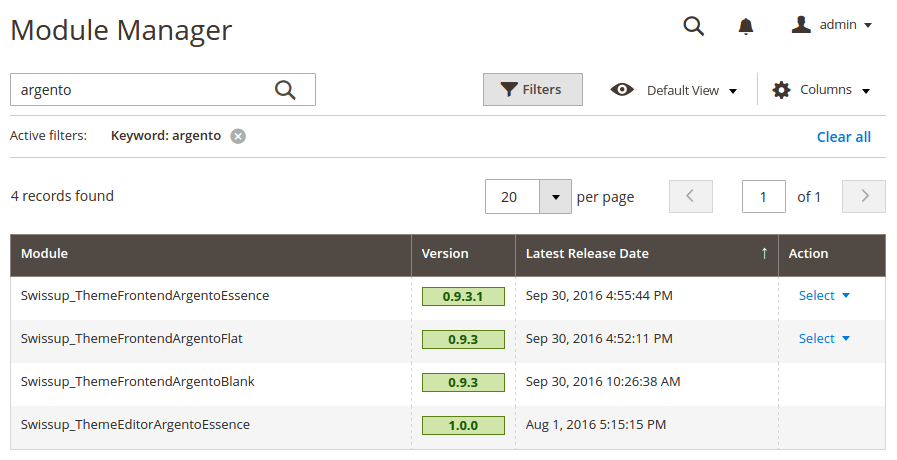 Module Manager
admin
argento
Filters
Default View
Columns
Active filters: Keyword: argento
Clear all
4 records found
20 per page
1 of 1
Module Version Latest Release Date ↑ Action
Swissup_ThemeFrontendArgentoEssence 0.9.3.1 Sep 30, 2016 4:55:44 PM Select
Swissup_ThemeFrontendArgentoFlat 0.9.3 Sep 30, 2016 4:52:11 PM Select
Swissup_ThemeFrontendArgentoBlank 0.9.3 Sep 30, 2016 10:26:38 AM
Swissup_ThemeEditorArgentoEssence 1.0.0 Aug 1, 2016 5:15:15 PM